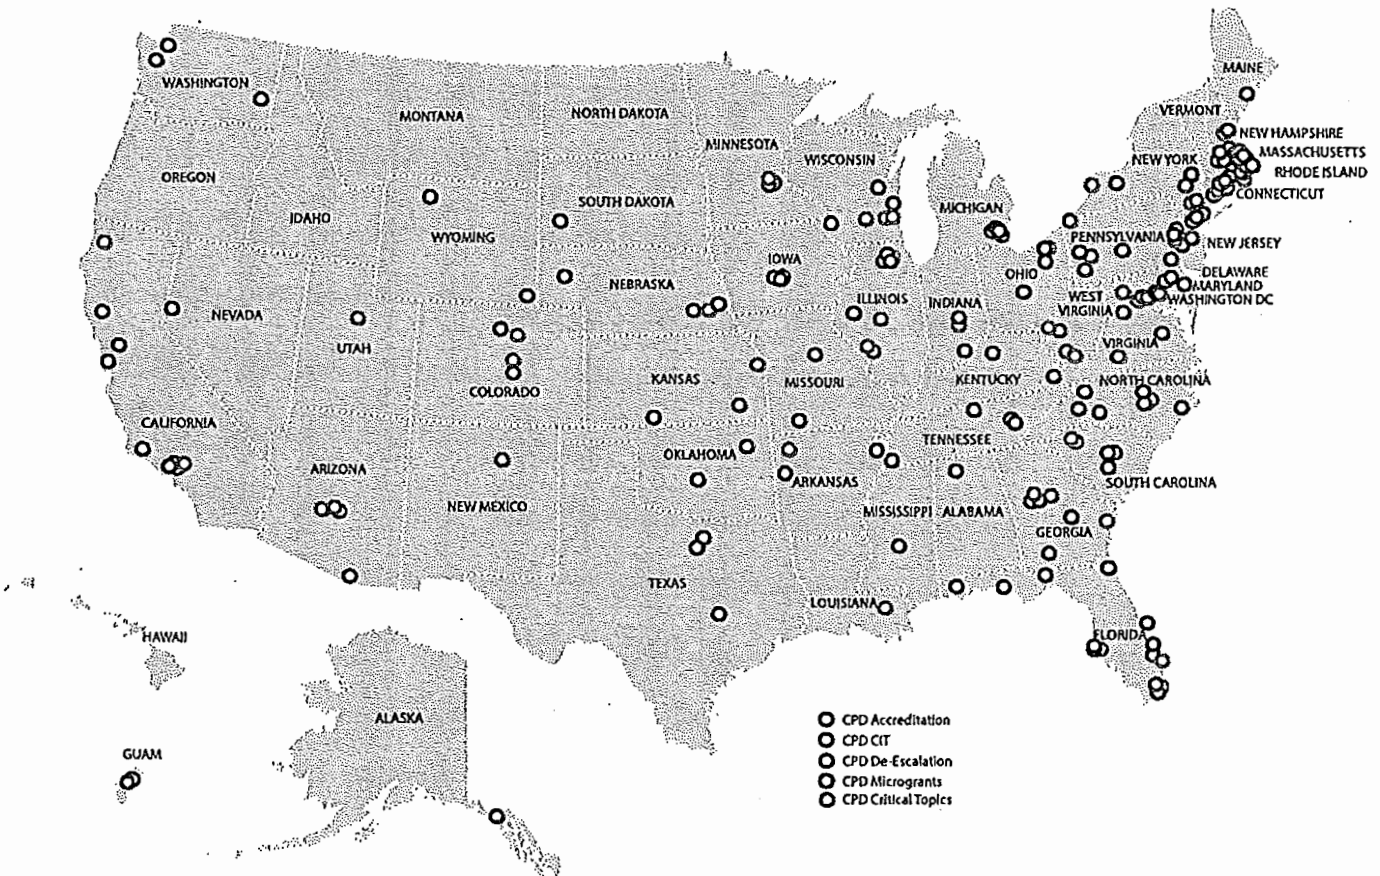 MAINE
WASHINGTON
VERMONT
MONTANA
NORTH DAKOTA
NEW HAMPSHIRE
MINNESOTA
MASSACHUSETTS
WISCONSIN
NEW YORK
RHODE ISLAND
OREGON
CONNECTICUT
SOUTH DAKOTA
MICHIGAN
IDAHO
WYOMING
PENNSYLVANIA
NEW JERSEY
IOWA
OHIO
DELAWARE
NEBRASKA
MARYLAND
ILLINOIS
INDIANA
WEST
VIRGINIA
WASHINGTON DC
NEVADA
UTAH
VIRGINIA
KANSAS
MISSOURI
KENTUCKY
NORTH CAROLINA
COLORADO
CALIFORNIA
TENNESSEE
OKLAHOMA
ARIZONA
ARKANSAS
SOUTH CAROLINA
NEW MEXICO
MISSISSIPPI
ALABAMA
GEORGIA
TEXAS
LOUISIANA
HAWAII
FLORIDA
ALASKA
CPD Accreditation
CPD CIT
CPD De-Escalation
CPD Microgrants
CPD Critical Topics
GUAM